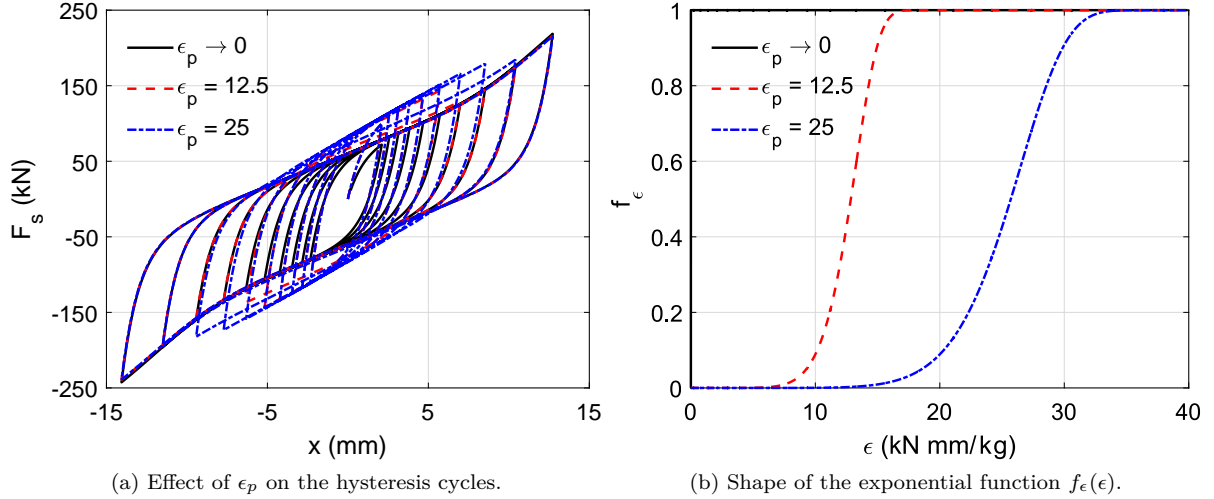 250
150
50
-50
-150
-250
-15
-5
5
15
F_s (kN)
x (mm)
ϵ_p → 0
ϵ_p = 12.5
ϵ_p = 25
1
0.8
0.6
0.4
0.2
0
0
10
20
30
40
f_ϵ
ϵ (kN mm/kg)
ϵ_p → 0
ϵ_p = 12.5
ϵ_p = 25
(a) Effect of ϵ_p on the hysteresis cycles.
(b) Shape of the exponential function f_ϵ(ϵ).